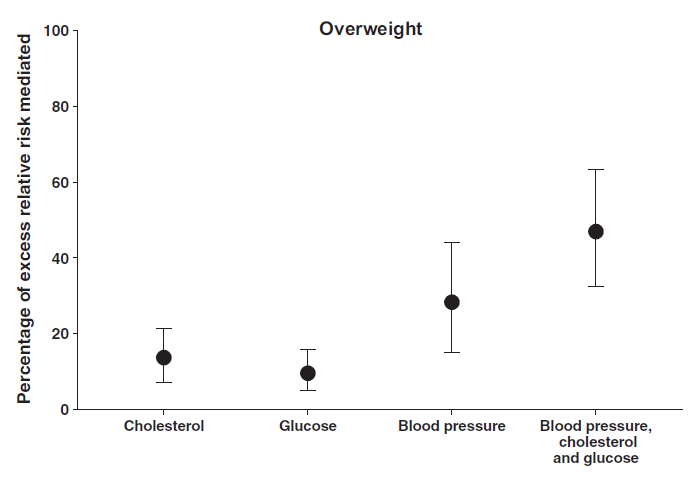 Overweight
Percentage of excess relative risk mediated
100
80
60
40
20
0
Cholesterol
Glucose
Blood pressure
Blood pressure,
cholesterol
and glucose